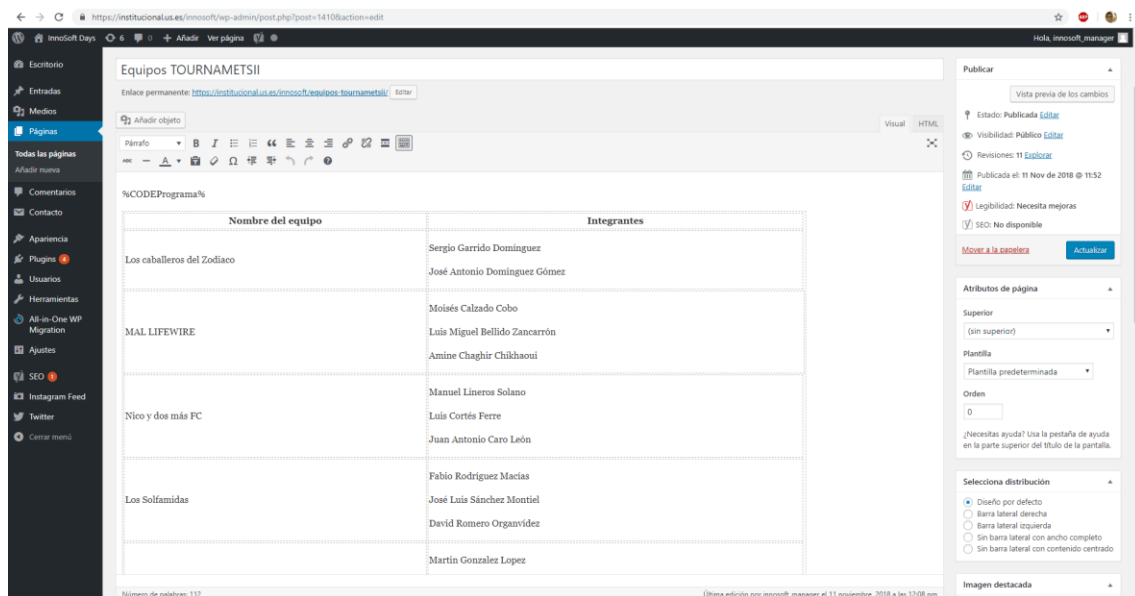 https://institucional.us.es/innosoft/wp-admin/post.php?post=1410&action=edit
InnoSoft Days 6 0 Añadir Ver página
Hola, innosoft_manager
Escritorio
Entradas
Medios
Páginas
Todas las páginas
Añadir nueva
Comentarios
Contacto
Apariencia
Plugins 4
Usuarios
Herramientas
All-in-One WP
Migration
Ajustes
SEO 1
Instagram Feed
Twitter
Cerrar menú
Equipos TOURNAMETSII
Enlace permanente: https://institucional.us.es/innosoft/equipos-tournametsii/ Editar
Añadir objeto
Visual HTML
Párrafo
%CODEPrograma%
Nombre del equipo Integrantes
Los caballeros del Zodiaco
Sergio Garrido Domínguez
José Antonio Domínguez Gómez
MAL LIFEWIRE
Moisés Calzado Cobo
Luis Miguel Bellido Zancarrón
Amine Chaghir Chikhaoui
Nico y dos más FC
Manuel Lineros Solano
Luis Cortés Ferre
Juan Antonio Caro León
Los Solfamidas
Fabio Rodríguez Macías
José Luis Sánchez Montiel
David Romero Organvidez
Martin Gonzalez Lopez
Número de palabras: 112
Última edición por innosoft_manager el 11 noviembre, 2018 a las 12:08 pm
Publicar
Vista previa de los cambios
Estado: Publicada Editar
Visibilidad: Público Editar
Revisiones: 11 Explorar
Publicada el: 11 Nov de 2018 @ 11:52
Editar
Legibilidad: Necesita mejoras
SEO: No disponible
Mover a la papelera
Actualizar
Atributos de página
Superior
(sin superior)
Plantilla
Plantilla predeterminada
Orden
0
¿Necesitas ayuda? Usa la pestaña de ayuda
en la parte superior del título de la pantalla.
Selecciona distribución
Diseño por defecto
Barra lateral derecha
Barra lateral izquierda
Sin barra lateral con ancho completo
Sin barra lateral con contenido centrado
Imagen destacada